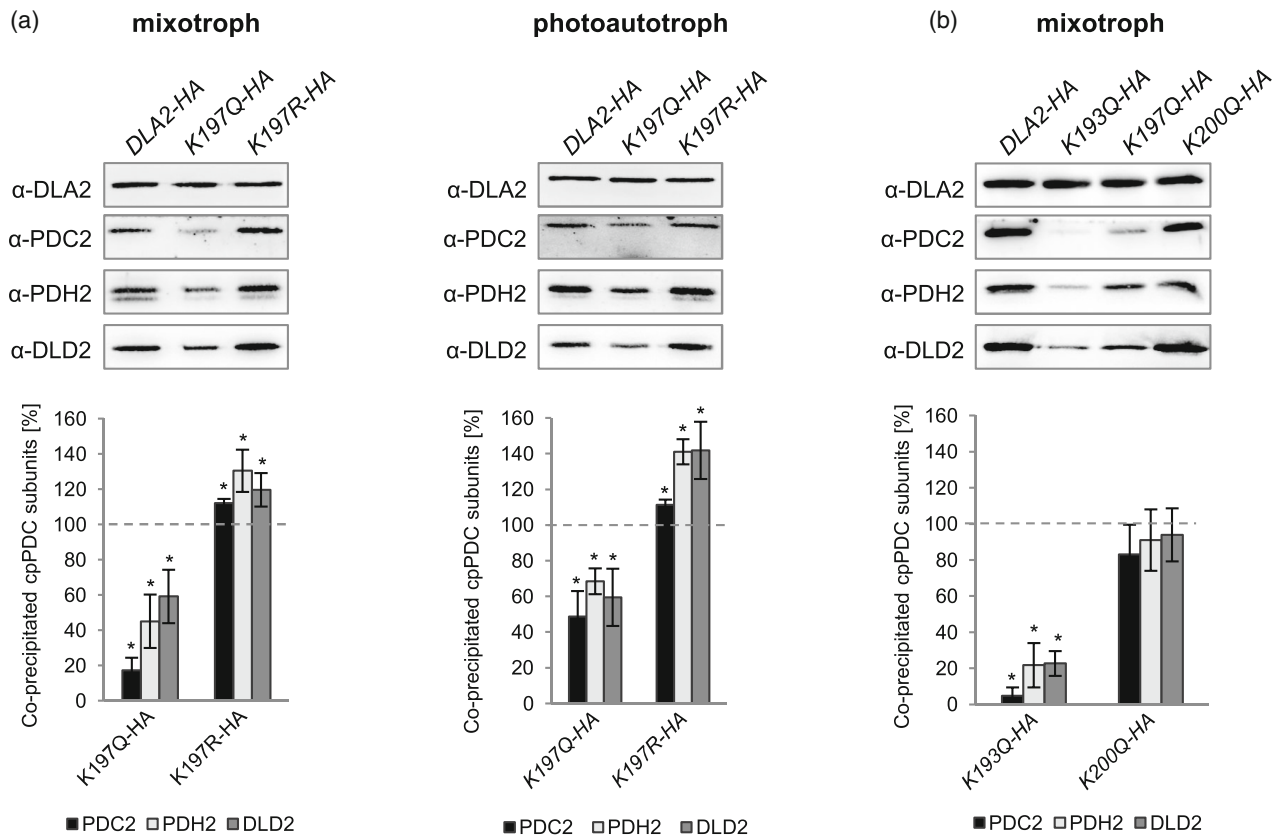 (a)
mixotroph
DLA2-HA
K197Q-HA
K197R-HA
α-DLA2
α-PDC2
α-PDH2
α-DLD2
Co-precipitated cpPDC subunits [%]
160
140
120
100
80
60
40
20
0
* * * * * *
K197Q-HA
K197R-HA
PDC2 PDH2 DLD2
photoautotroph
DLA2-HA
K197Q-HA
K197R-HA
α-DLA2
α-PDC2
α-PDH2
α-DLD2
Co-precipitated cpPDC subunits [%]
160
140
120
100
80
60
40
20
0
* * * * * *
K197Q-HA
K197R-HA
PDC2 PDH2 DLD2
(b)
mixotroph
DLA2-HA
K193Q-HA
K197Q-HA
K200Q-HA
α-DLA2
α-PDC2
α-PDH2
α-DLD2
Co-precipitated cpPDC subunits [%]
160
140
120
100
80
60
40
20
0
* * *
K193Q-HA
K200Q-HA
PDC2 PDH2 DLD2